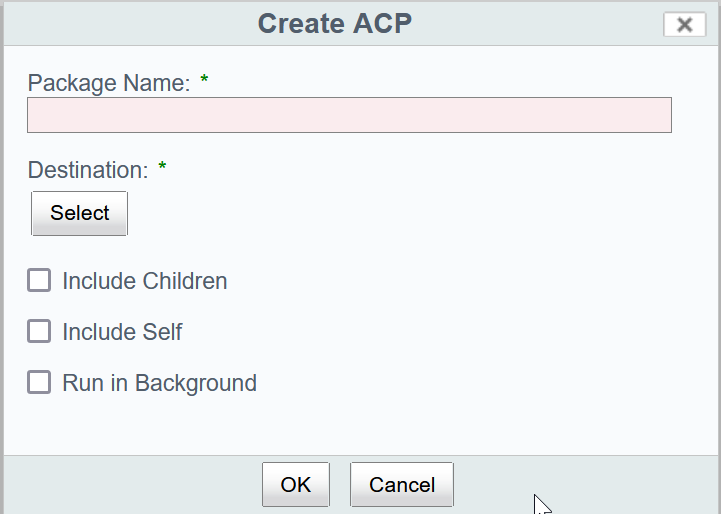 Create ACP
Package Name: *
Destination: *
Select
Include Children
Include Self
Run in Background
OK Cancel